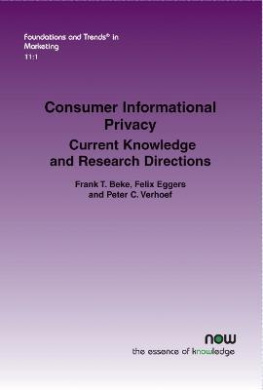 Foundations and Trends® in
Marketing
11:1
Consumer Informational
Privacy
Current Knowledge
and Research Directions
Frank T. Beke, Felix Eggers
and Peter C. Verhoef
now
the essence of knowledge